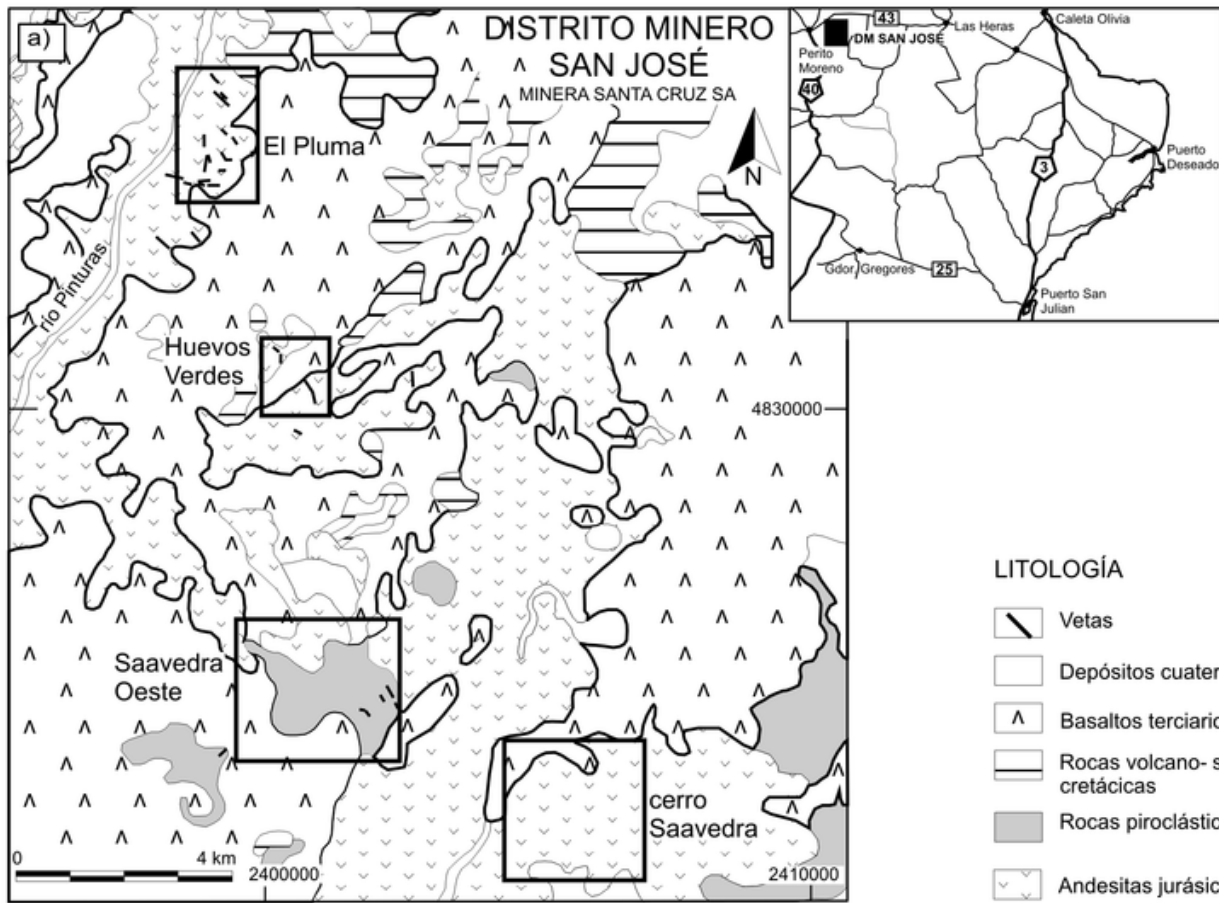 a)
DISTRITO MINERO
SAN JOSÉ
MINERA SANTA CRUZ SA
N
El Pluma
río Pinturas
Huevos
Verdes
4830000
Saavedra
Oeste
cerro
Saavedra
0 4 km
2400000
2410000
43
Las Heras
Caleta Olivia
DM SAN JOSÉ
Perito
Moreno
40
3
Puerto
Deseado
Gdor. Gregores
25
Puerto San
Julian
LITOLOGÍA
Vetas
Depósitos cuater
Basaltos terciario
Rocas volcano- s
cretácicas
Rocas piroclástic
Andesitas jurásic